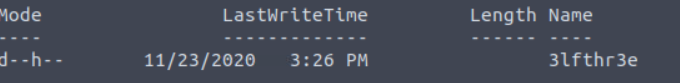 Mode LastWriteTime Length Name
---- ------------- ------ ----
d--h-- 11/23/2020 3:26 PM 3lfthr3e